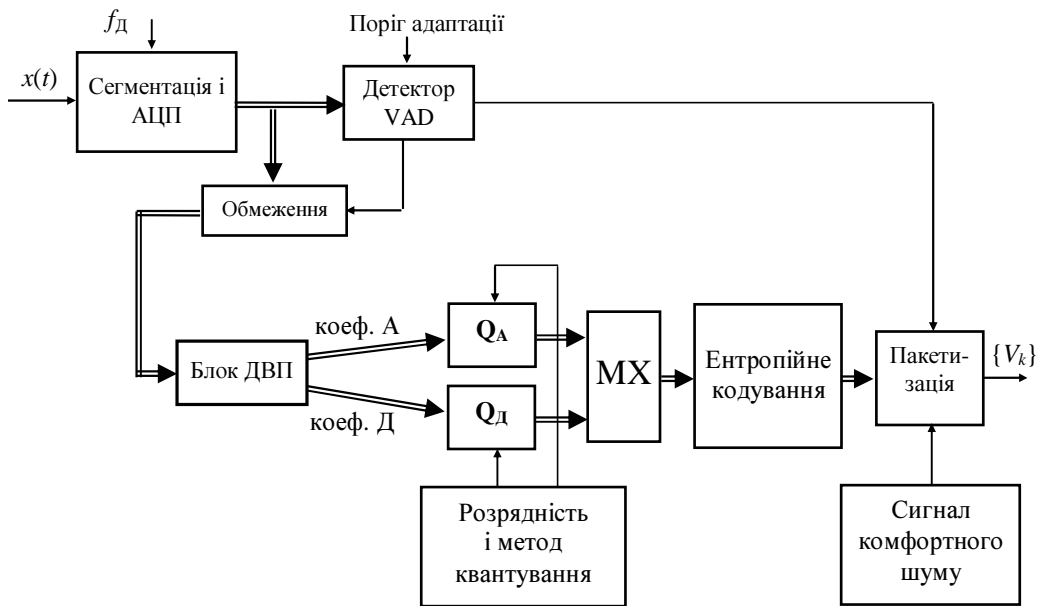 f_Д
Поріг адаптації
x(t)
Сегментація і
АЦП
Детектор
VAD
Обмеження
коеф. А
Q_A
MX
Ентропійне
кодування
Пакети-
зація
{V_k}
Блок ДВП
коеф. Д
Q_Д
Розрядність
і метод
квантування
Сигнал
комфортного
шуму